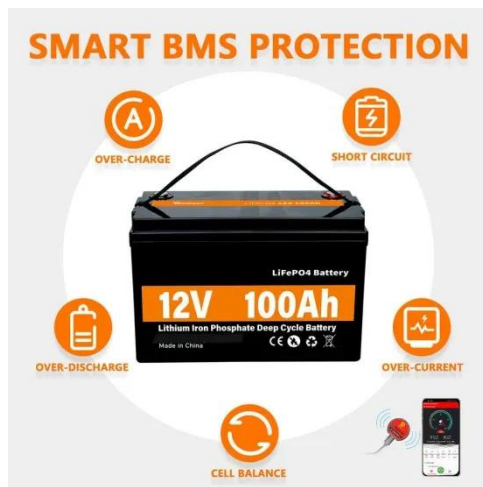 SMART BMS PROTECTION
OVER-CHARGE
SHORT CIRCUIT
LiFePO4 Battery
12V 100Ah
Lithium Iron Phosphate Deep Cycle Battery
Made in China
CE
OVER-DISCHARGE
OVER-CURRENT
CELL BALANCE